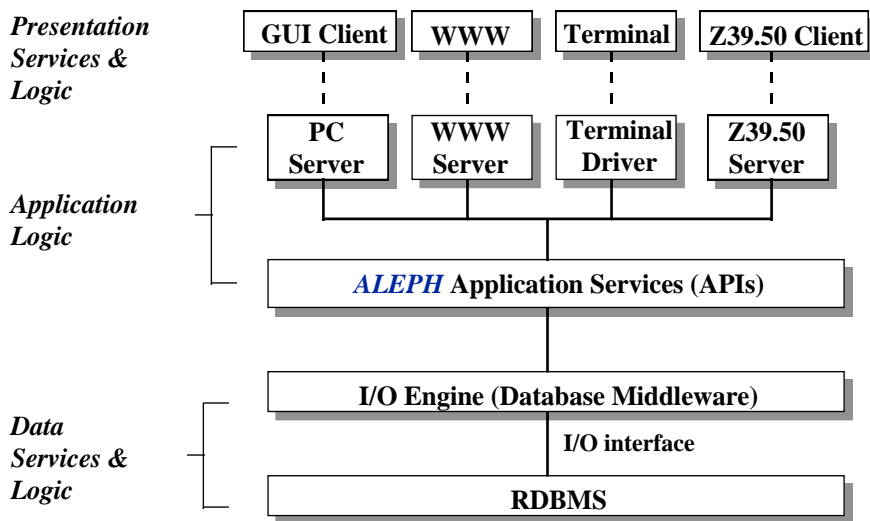 Presentation
Services &
Logic
GUI Client
WWW
Terminal
Z39.50 Client
PC
Server
WWW
Server
Terminal
Driver
Z39.50
Server
Application
Logic
ALEPH Application Services (APIs)
I/O Engine (Database Middleware)
Data
Services &
Logic
I/O interface
RDBMS